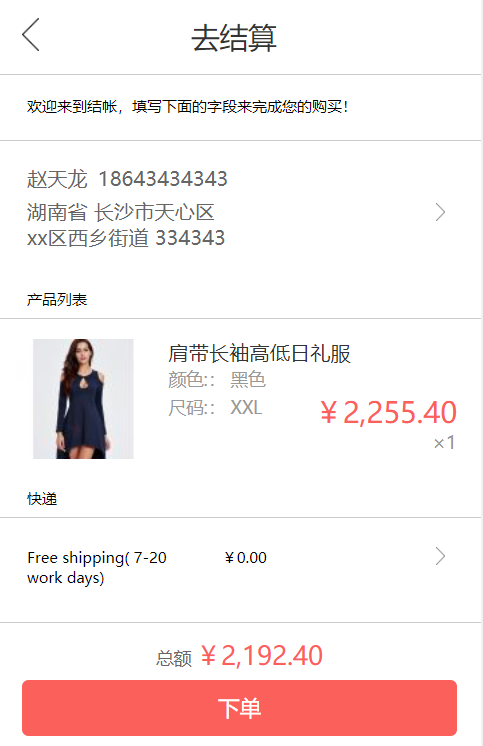 去结算
欢迎来到结帐，填写下面的字段来完成您的购买！
赵天龙 18643434343
湖南省 长沙市天心区
xx区西乡街道 334343
产品列表
肩带长袖高低日礼服
颜色:： 黑色
尺码:： XXL
￥2,255.40
×1
快递
Free shipping( 7-20 ￥0.00
work days)
总额 ￥2,192.40
下单